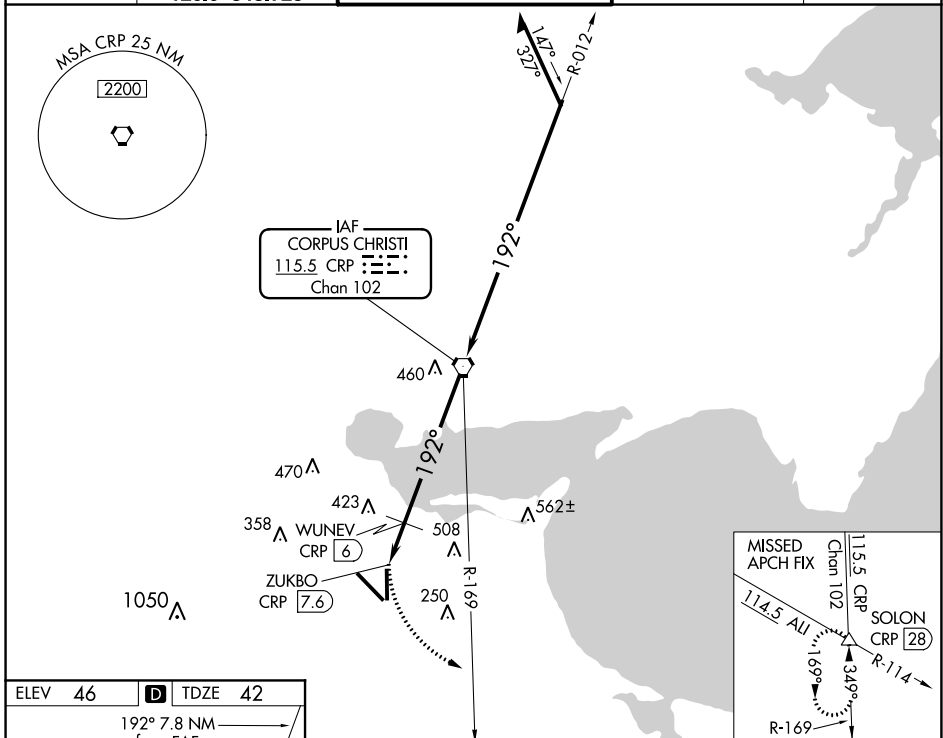 MSA CRP 25 NM
2200
147°
327°
R-012
192°
IAF
CORPUS CHRISTI
115.5 CRP
Chan 102
460
192°
470
423
562±
358
WUNEV
CRP 6
508
ZUKBO
CRP 7.6
R-169
250
1050
MISSED
APCH FIX
115.5 CRP
Chan 102
114.5 ALI
SOLON
CRP 28
R-114
169°
349°
R-169
ELEV 46 D TDZE 42
192° 7.8 NM